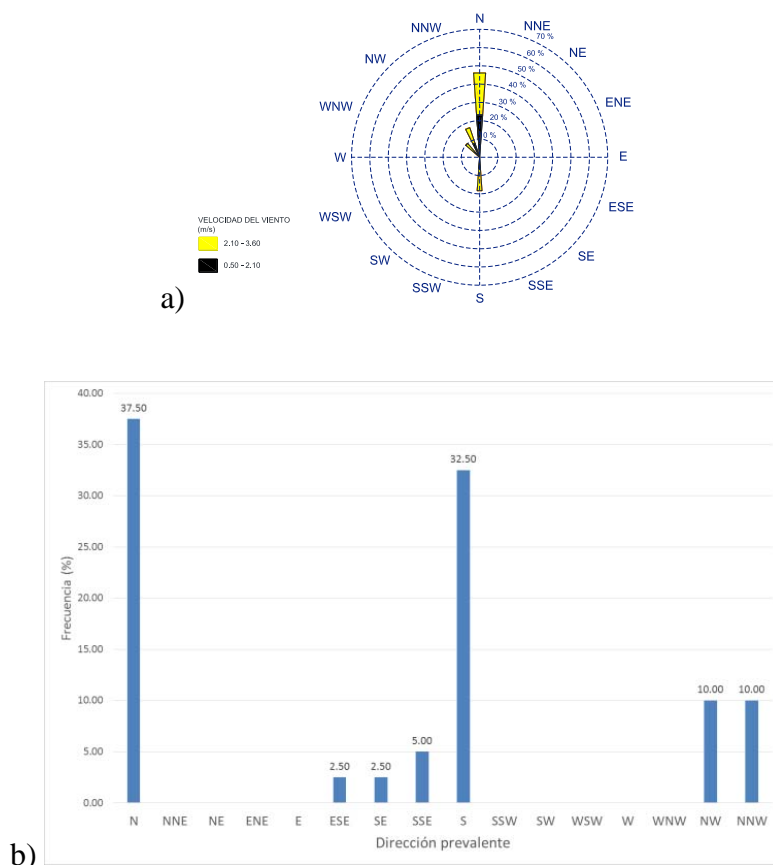 N
NNW
NNE
70 %
NW
60 %
NE
50 %
40 %
WNW
30 %
ENE
20 %
0 %
W
E
VELOCIDAD DEL VIENTO
(m/s)
WSW
ESE
2.10 – 3.60
SW
SE
0.50 – 2.10
SSW
SSE
S
a)
40.00
37.50
35.00
32.50
30.00
25.00
20.00
15.00
10.00
10.00 10.00
5.00
5.00
2.50 2.50
0.00
Frecuencia (%)
N NNE NE ENE E ESE SE SSE S SSW SW WSW W WNW NW NNW
Dirección prevalente
b)